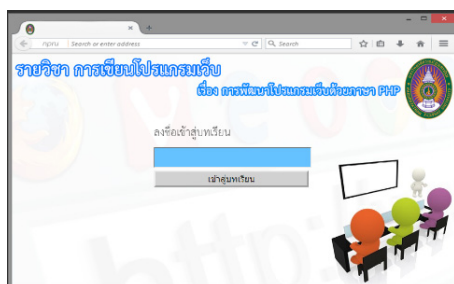 npru Search or enter address Search
รายวิชา การเขียนโปรแกรมเว็บ
เรื่อง การพัฒนาโปรแกรมเว็บด้วยภาษา PHP
ลงชื่อเข้าสู่บทเรียน
เข้าสู่บทเรียน
http://